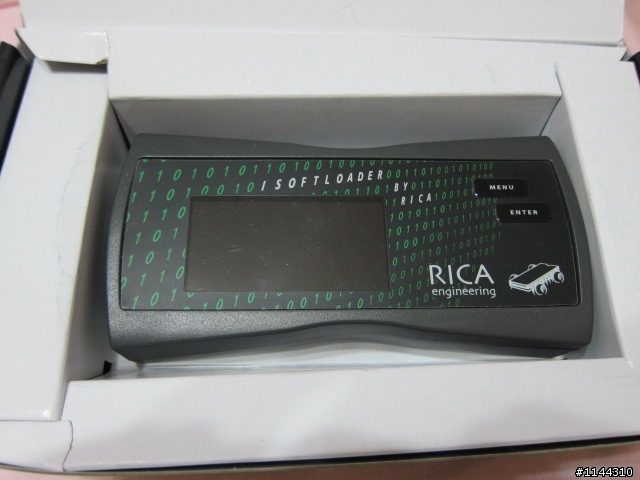 ISOFTLOADER BY
RICA
MENU
ENTER
RICA
engineering
#1144310